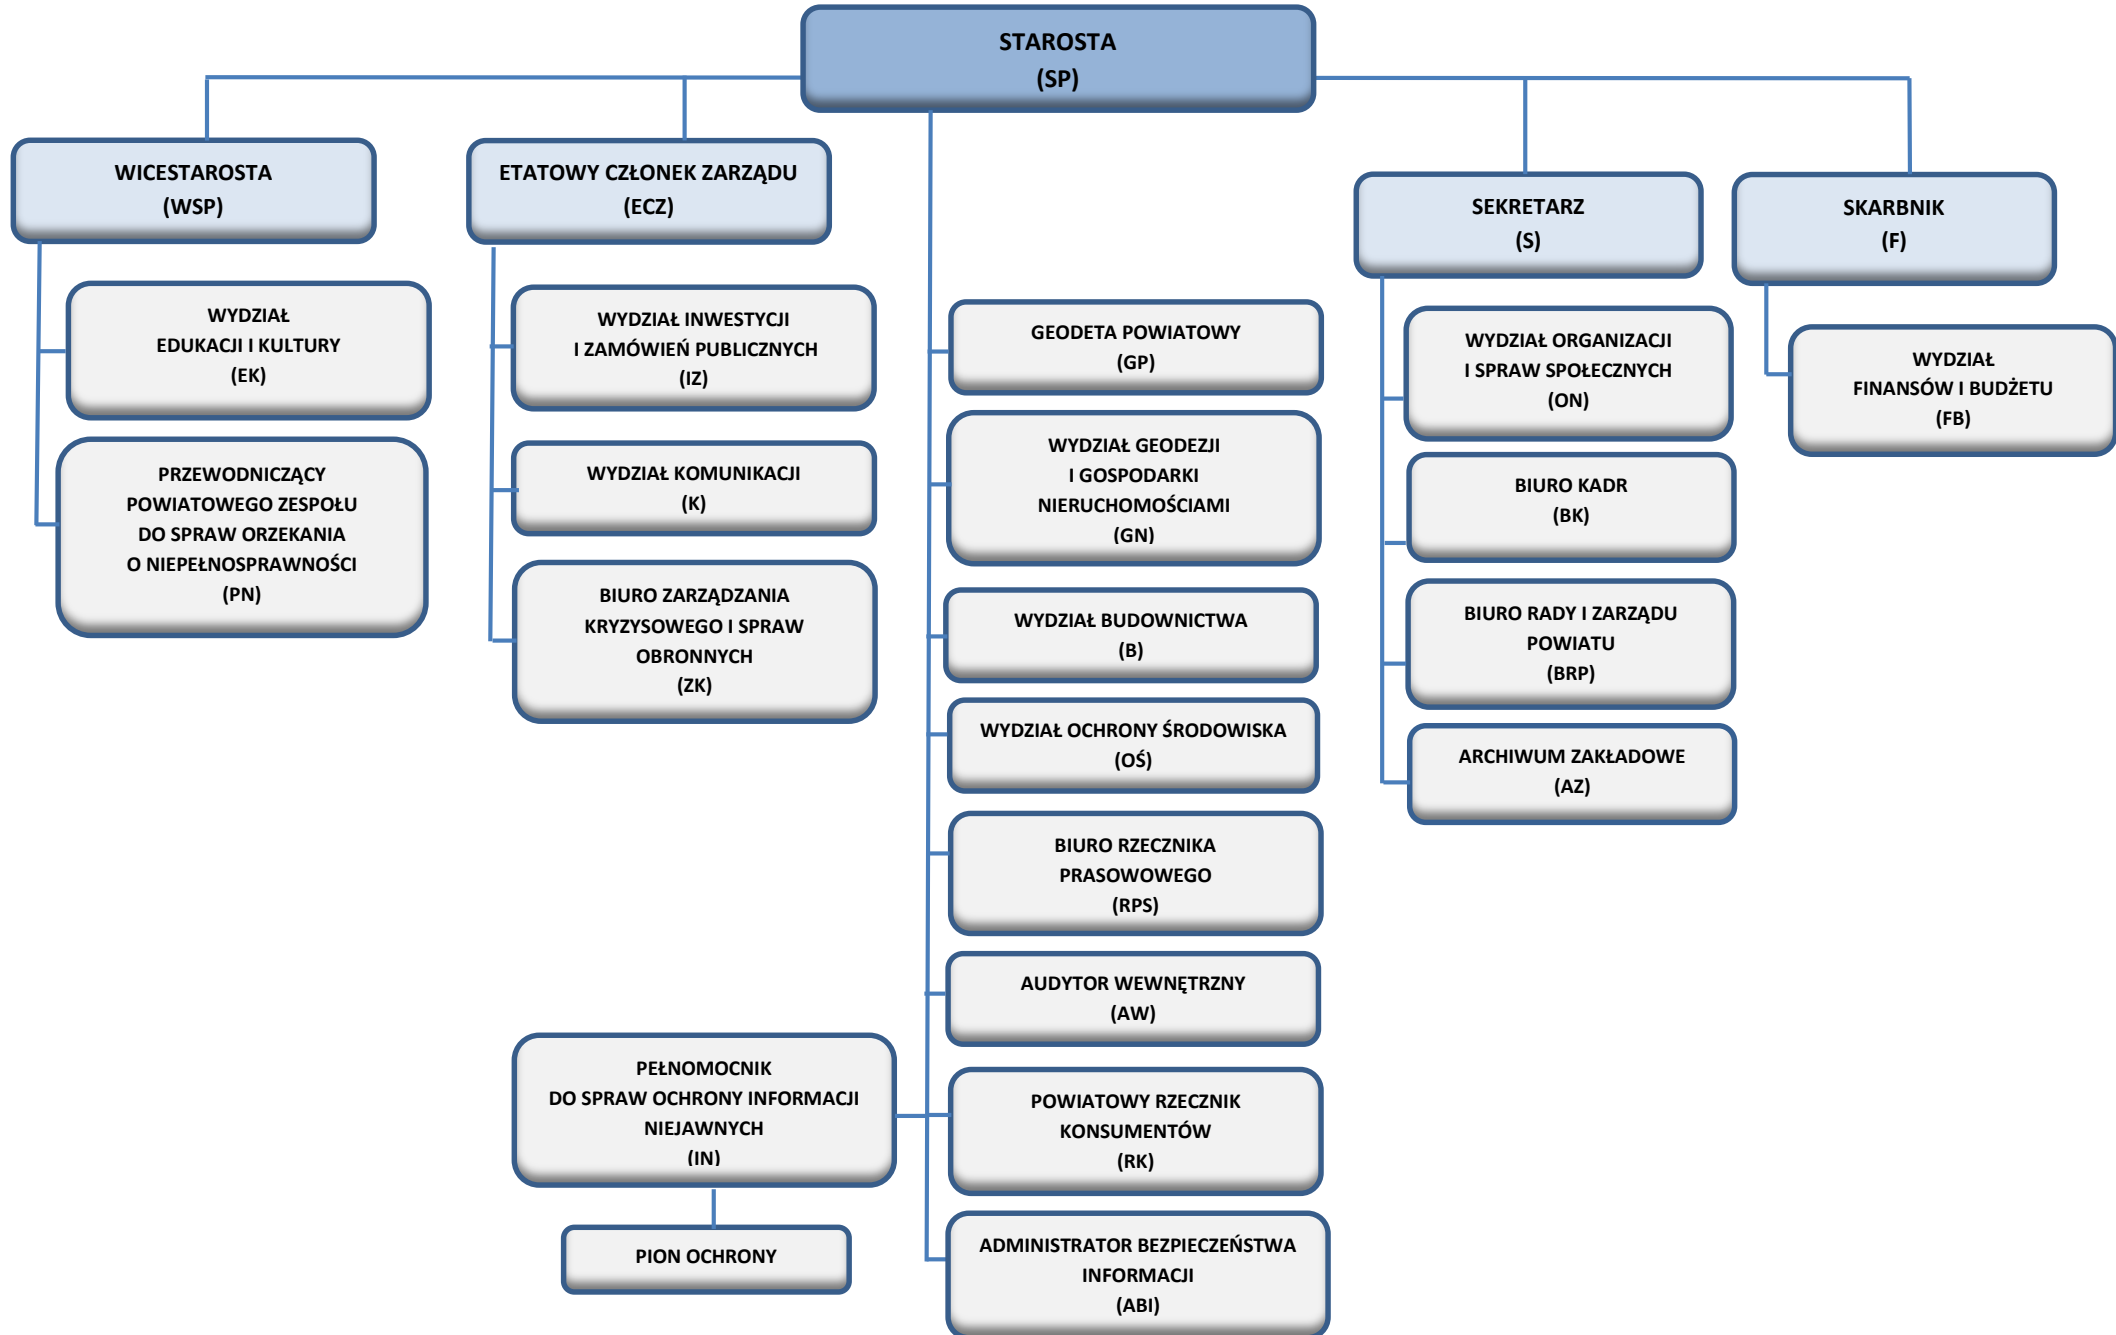 STAROSTA
(SP)
WICESTAROSTA
(WSP)
WYDZIAŁ
EDUKACJI I KULTURY
(EK)
PRZEWODNICZĄCY
POWIATOWEGO ZESPOŁU
DO SPRAW ORZEKANIA
O NIEPEŁNOSPRAWNOŚCI
(PN)
ETATOWY CZŁONEK ZARZĄDU
(ECZ)
WYDZIAŁ INWESTYCJI
I ZAMÓWIEŃ PUBLICZNYCH
(IZ)
WYDZIAŁ KOMUNIKACJI
(K)
BIURO ZARZĄDZANIA
KRYZYSOWEGO I SPRAW
OBRONNYCH
(ZK)
GEODETA POWIATOWY
(GP)
WYDZIAŁ GEODEZJI
I GOSPODARKI
NIERUCHOMOŚCIAMI
(GN)
WYDZIAŁ BUDOWNICTWA
(B)
WYDZIAŁ OCHRONY ŚRODOWISKA
(OŚ)
BIURO RZECZNIKA
PRASOWOWEGO
(RPS)
AUDYTOR WEWNĘTRZNY
(AW)
PEŁNOMOCNIK
DO SPRAW OCHRONY INFORMACJI
NIEJAWNYCH
(IN)
PION OCHRONY
POWIATOWY RZECZNIK
KONSUMENTÓW
(RK)
ADMINISTRATOR BEZPIECZEŃSTWA
INFORMACJI
(ABI)
SEKRETARZ
(S)
WYDZIAŁ ORGANIZACJI
I SPRAW SPOŁECZNYCH
(ON)
BIURO KADR
(BK)
BIURO RADY I ZARZĄDU
POWIATU
(BRP)
ARCHIWUM ZAKŁADOWE
(AZ)
SKARBNIK
(F)
WYDZIAŁ
FINANSÓW I BUDŻETU
(FB)